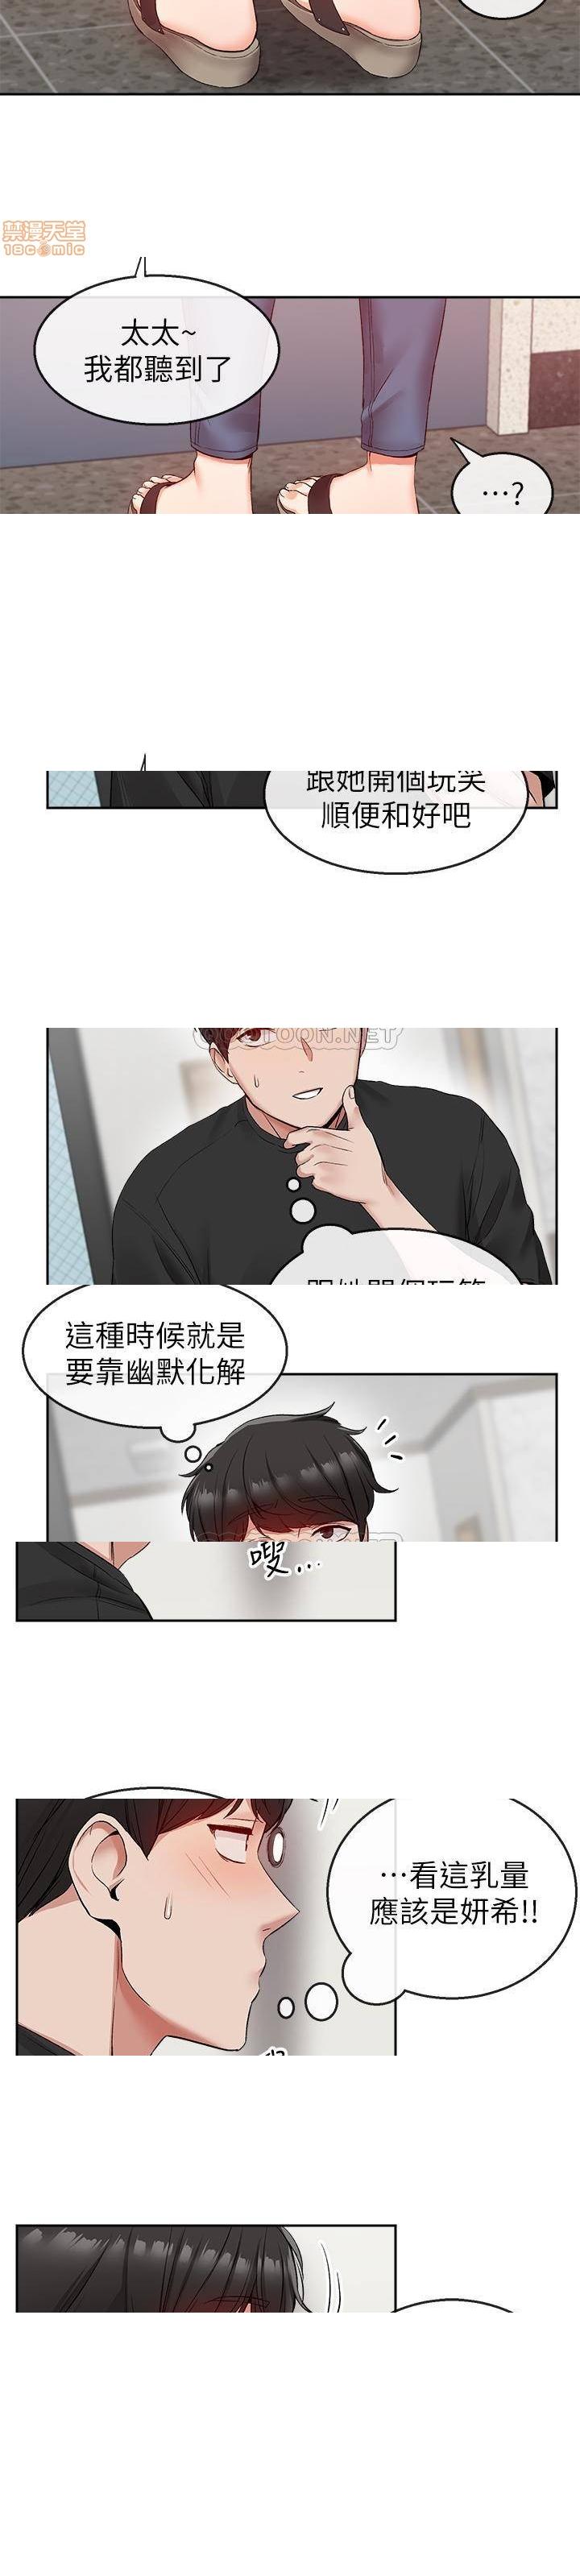 禁漫天堂
18comic
太太~
我都聽到了
…?
跟她開個玩笑
順便和好吧
這種時候就是
要靠幽默化解
嗖…
…看這乳量
應該是妍希!!